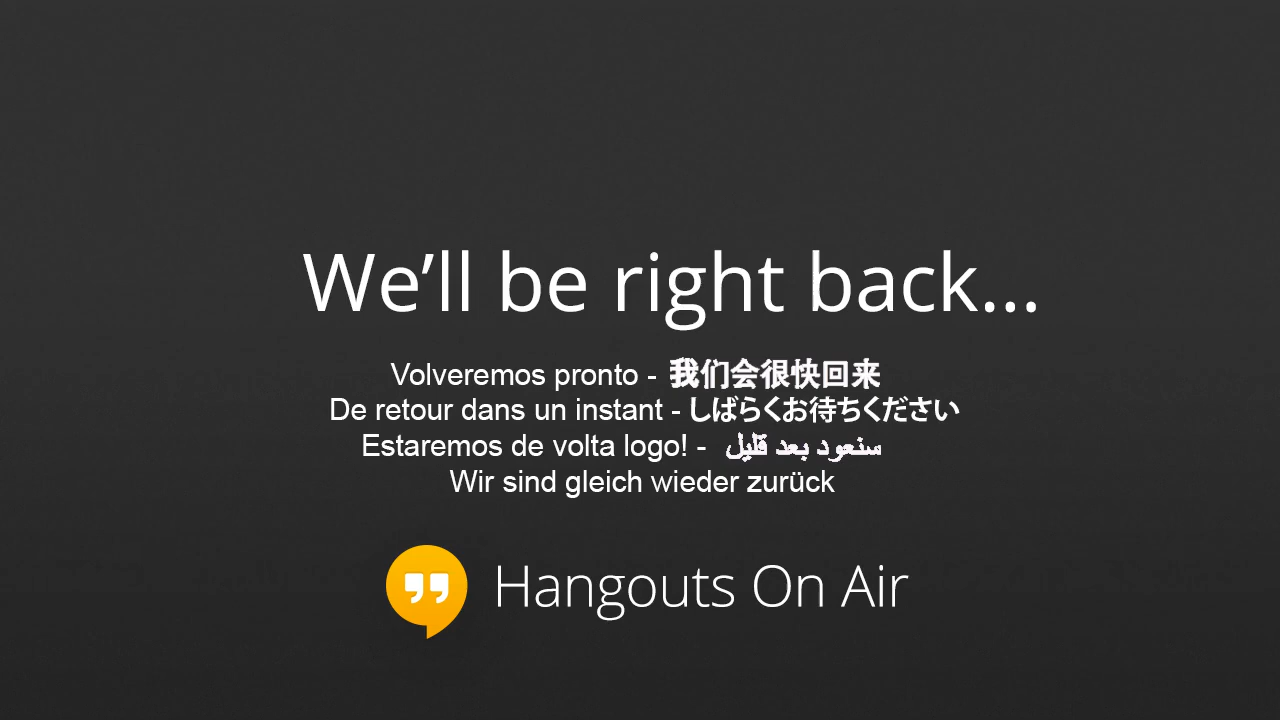 We’ll be right back...
Volveremos pronto - 我们会很快回来
De retour dans un instant - しばらくお待ちください
Estaremos de volta logo! - سنعود بعد قليل
Wir sind gleich wieder zurück
Hangouts On Air